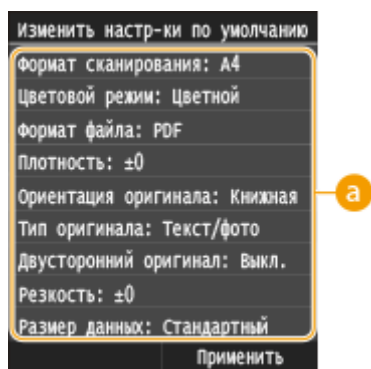 Изменить настр-ки по умолчанию
Формат сканирования: A4
Цветовой режим: Цветной
Формат файла: PDF
Плотность: ±0
Ориентация оригинала: Книжная
a
Тип оригинала: Текст/фото
Двусторонний оригинал: Выкл.
Резкость: ±0
Размер данных: Стандартный
Применить